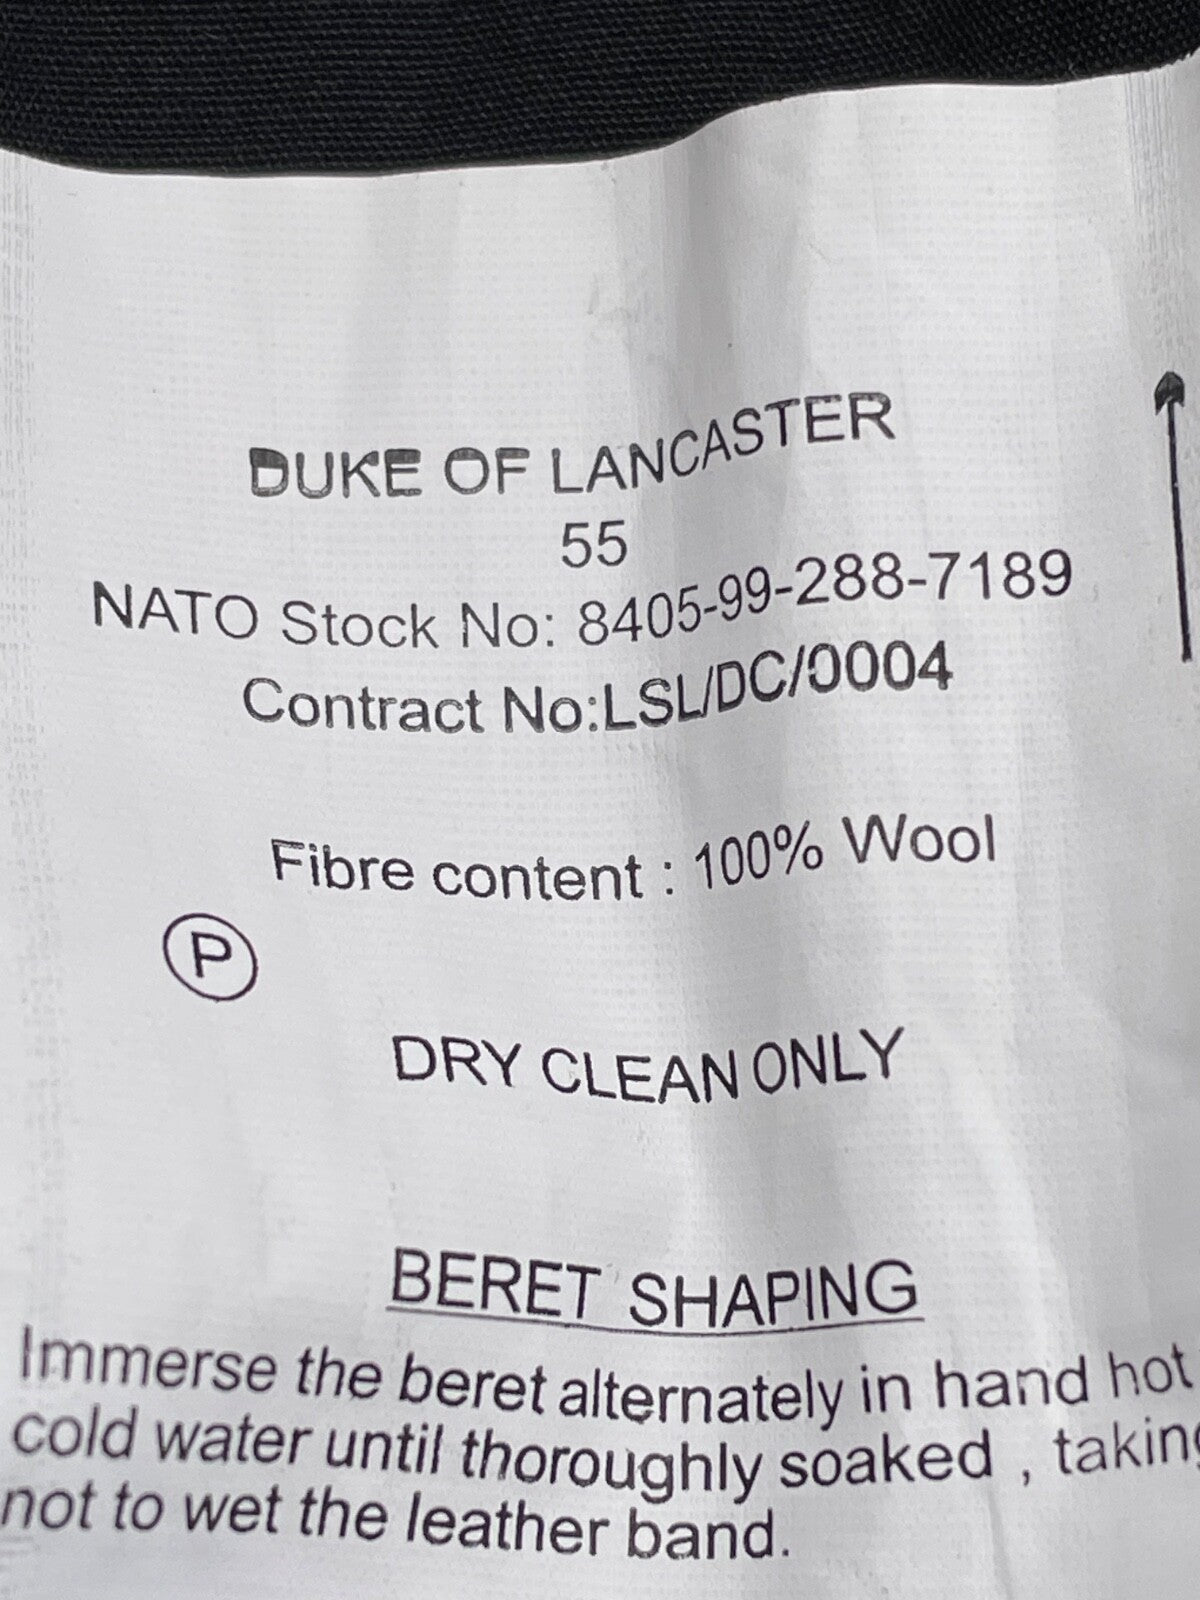 DUKE OF LANCASTER
55
NATO Stock No: 8405-99-288-7189
Contract No:LSL/DC/0004
Fibre content : 100% Wool
P
DRY CLEAN ONLY
BERET SHAPING
Immerse the beret alternately in hand hot
cold water until thoroughly soaked , taking
not to wet the leather band.